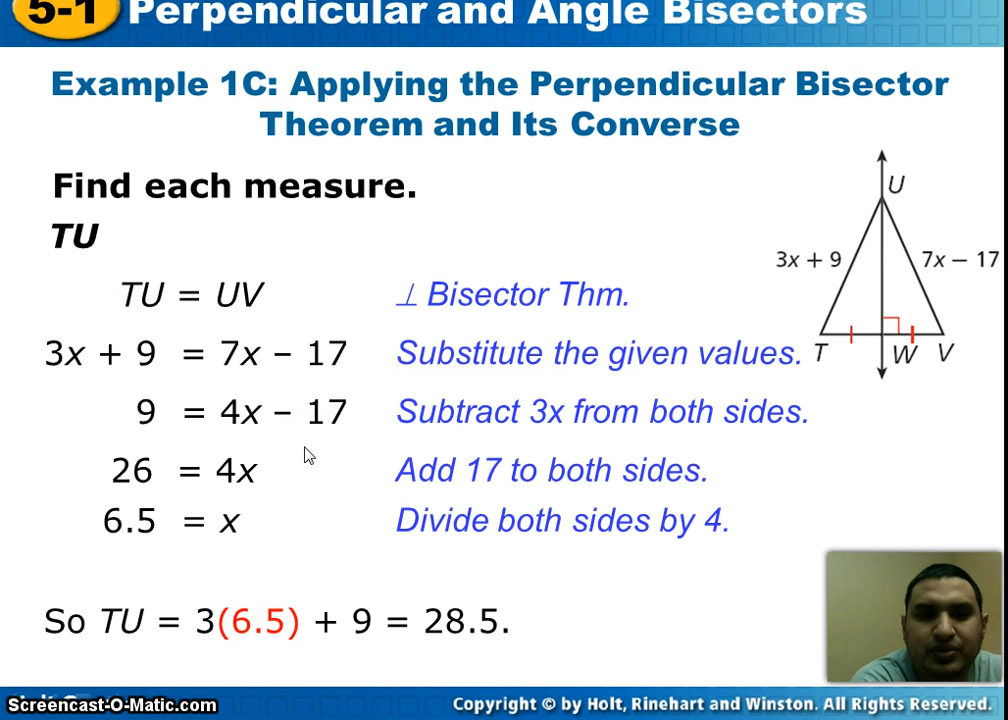 5-1 Perpendicular and Angle Bisectors
Example 1C: Applying the Perpendicular Bisector
Theorem and Its Converse
Find each measure.
TU
TU = UV ⊥ Bisector Thm.
3x + 9 = 7x – 17 Substitute the given values.
9 = 4x – 17 Subtract 3x from both sides.
26 = 4x Add 17 to both sides.
6.5 = x Divide both sides by 4.
So TU = 3(6.5) + 9 = 28.5.
U
3x + 9 7x – 17
T W V
Screencast-O-Matic.com
Copyright © by Holt, Rinehart and Winston. All Rights Reserved.